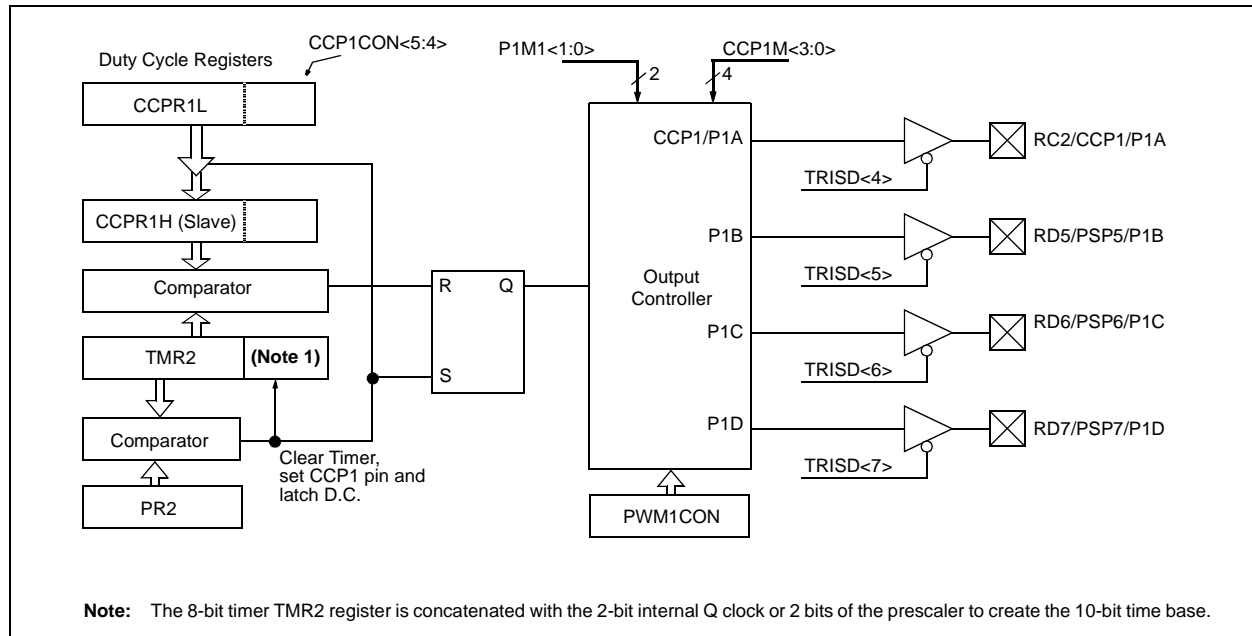 CCP1CON<5:4>
Duty Cycle Registers
CCPR1L
CCPR1H (Slave)
Comparator
TMR2
(Note 1)
Comparator
PR2
Clear Timer,
set CCP1 pin and
latch D.C.
R
Q
S
P1M1<1:0>
2
CCP1M<3:0>
4
CCP1/P1A
P1B
Output
Controller
P1C
P1D
PWM1CON
TRISD<4>
RC2/CCP1/P1A
TRISD<5>
RD5/PSP5/P1B
TRISD<6>
RD6/PSP6/P1C
TRISD<7>
RD7/PSP7/P1D
Note: The 8-bit timer TMR2 register is concatenated with the 2-bit internal Q clock or 2 bits of the prescaler to create the 10-bit time base.